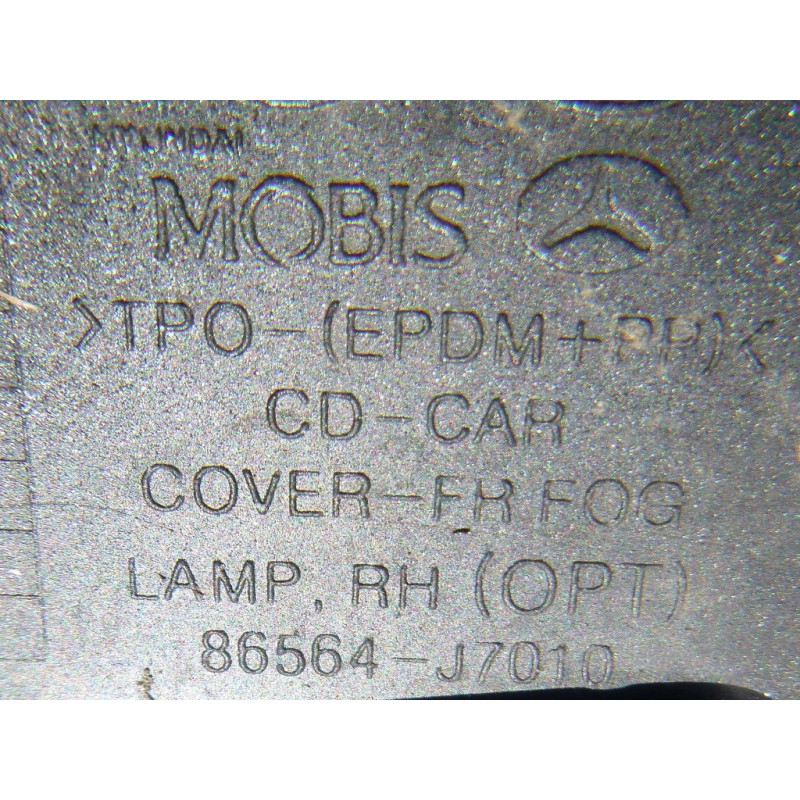 HYUNDAI
MOBIS
>TPO-(EPDM+PP)<
CD-CAR
COVER-FR FOG
LAMP, RH (OPT)
86564-J7010